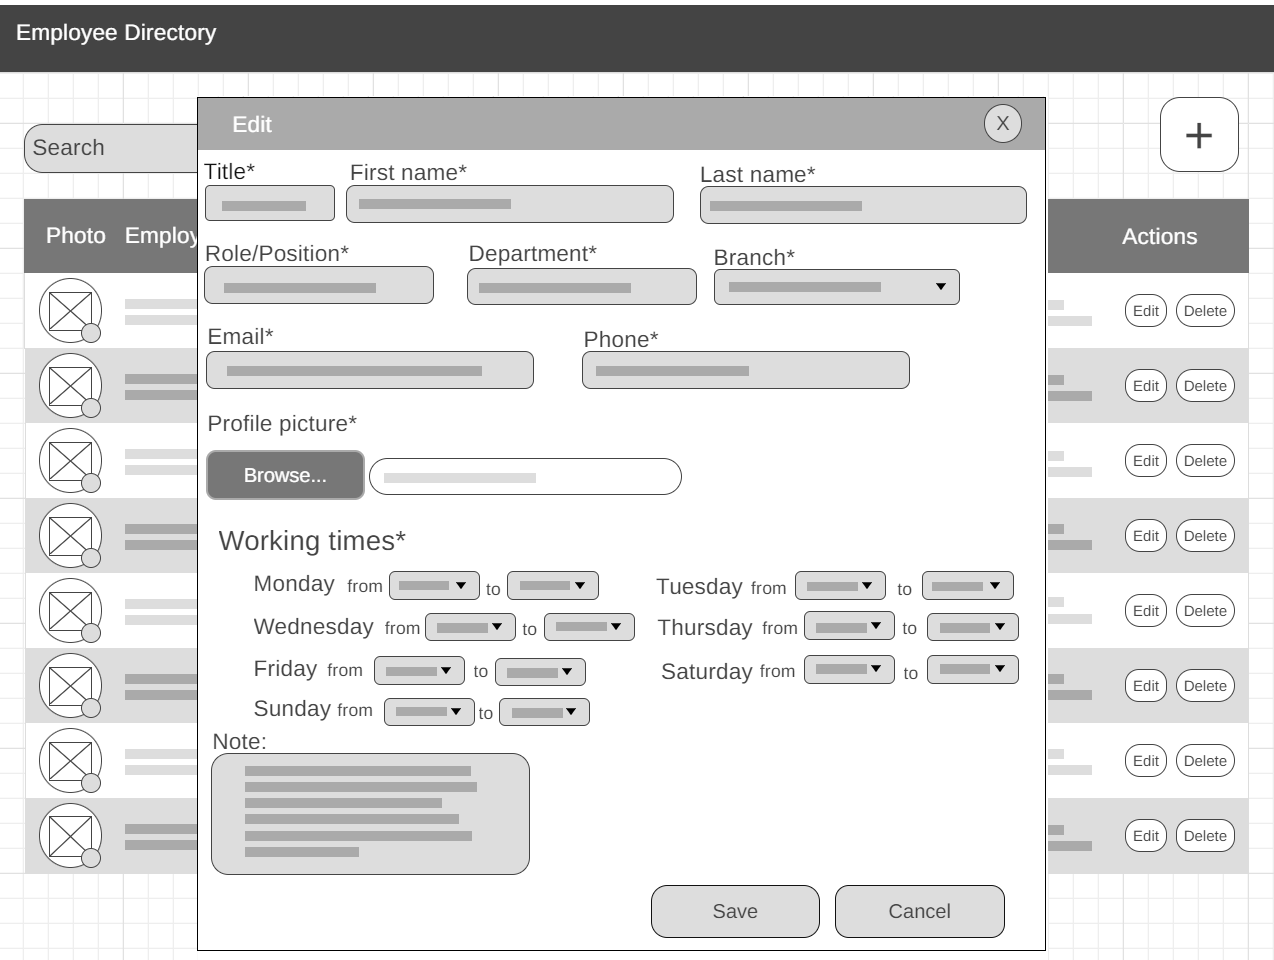 Employee Directory
Search
+
Photo Employ
Actions
Edit
X
Title*
First name*
Last name*
Role/Position*
Department*
Branch*
Email*
Phone*
Profile picture*
Browse...
Working times*
Monday from to
Tuesday from to
Wednesday from to
Thursday from to
Friday from to
Saturday from to
Sunday from to
Note:
Save
Cancel
Edit Delete
Edit Delete
Edit Delete
Edit Delete
Edit Delete
Edit Delete
Edit Delete
Edit Delete